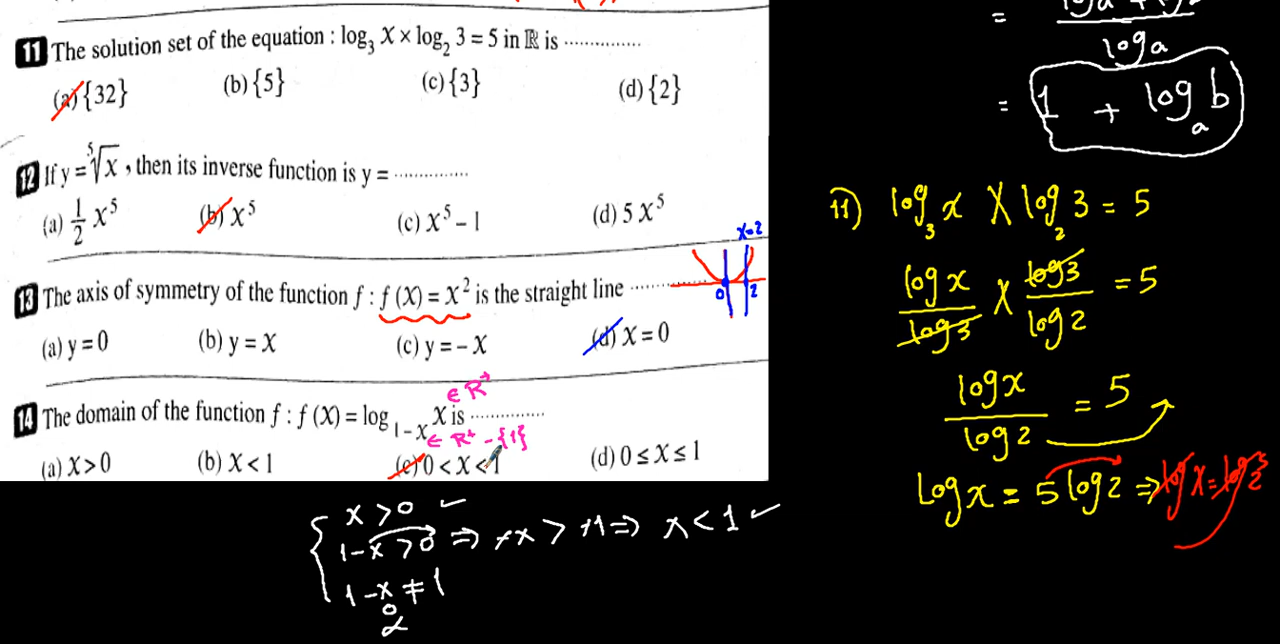 11 The solution set of the equation : log₃ X × log₂ 3 = 5 in ℝ is ..............
(a) {32} (b) {5} (c) {3} (d) {2}
12 If y = ⁵√x , then its inverse function is y = ..............
(a) 1/2 x⁵ (b) x⁵ (c) x⁵ – 1 (d) 5 x⁵
x=2
13 The axis of symmetry of the function f : f (X) = x² is the straight line ..............
0 2
(a) y = 0 (b) y = X (c) y = – X (d) X = 0
∈ R⁺
14 The domain of the function f : f (X) = log₁₋ₓ X is ..............
∈ R⁺ - {1}
(a) X > 0 (b) X < 1 (c) 0 < X < 1 (d) 0 ≤ X ≤ 1
x > 0 ✓
1-x > 0 ⇒ +x > +1 ⇒ x < 1 ✓
1-x ≠ 1
0
=
log a
= 1 + log_a b
11) log₃ x X log₂ 3 = 5
log x / log 3 X log 3 / log 2 = 5
log x / log 2 = 5
Log x = 5 log 2 ⇒ log x = log 2⁵